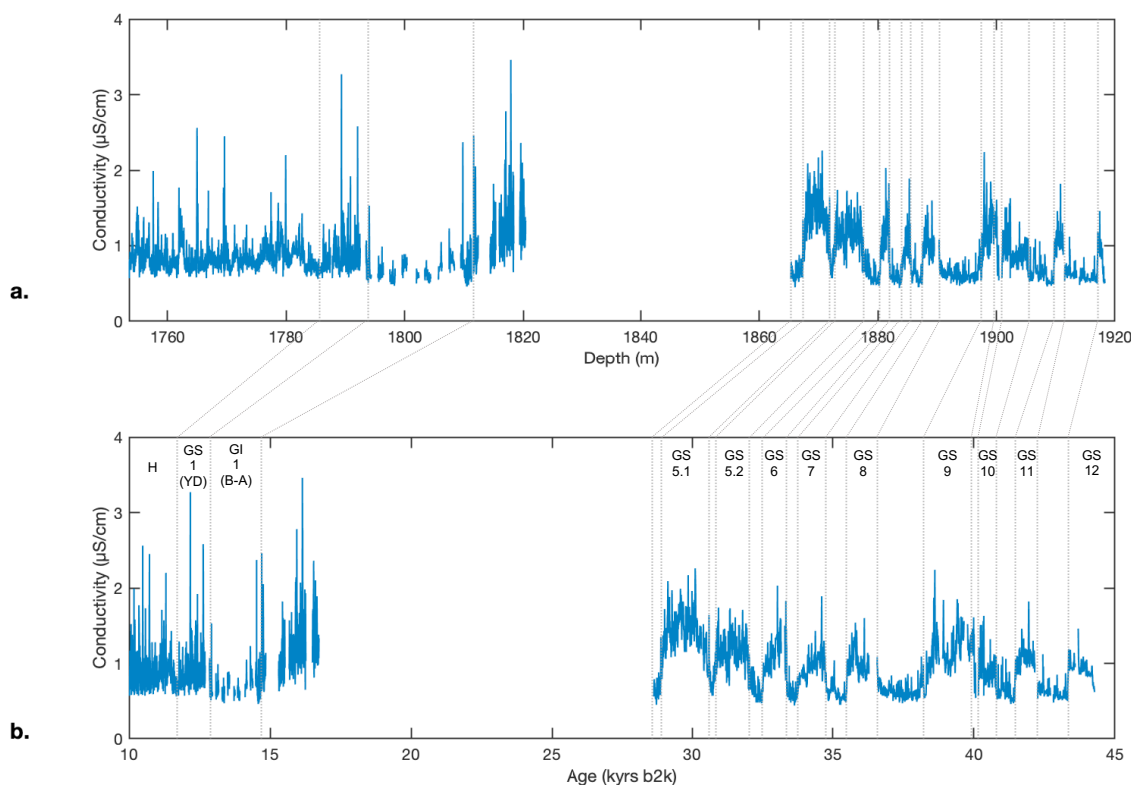 4
3
2
1
0
Conductivity (µS/cm)
a.
1760 1780 1800 1820 1840 1860 1880 1900 1920
Depth (m)
4
3
2
1
0
Conductivity (µS/cm)
H
GS
1
(YD)
GI
1
(B-A)
GS
5.1
GS
5.2
GS
6
GS
7
GS
8
GS
9
GS
10
GS
11
GS
12
b.
10 15 20 25 30 35 40 45
Age (kyrs b2k)